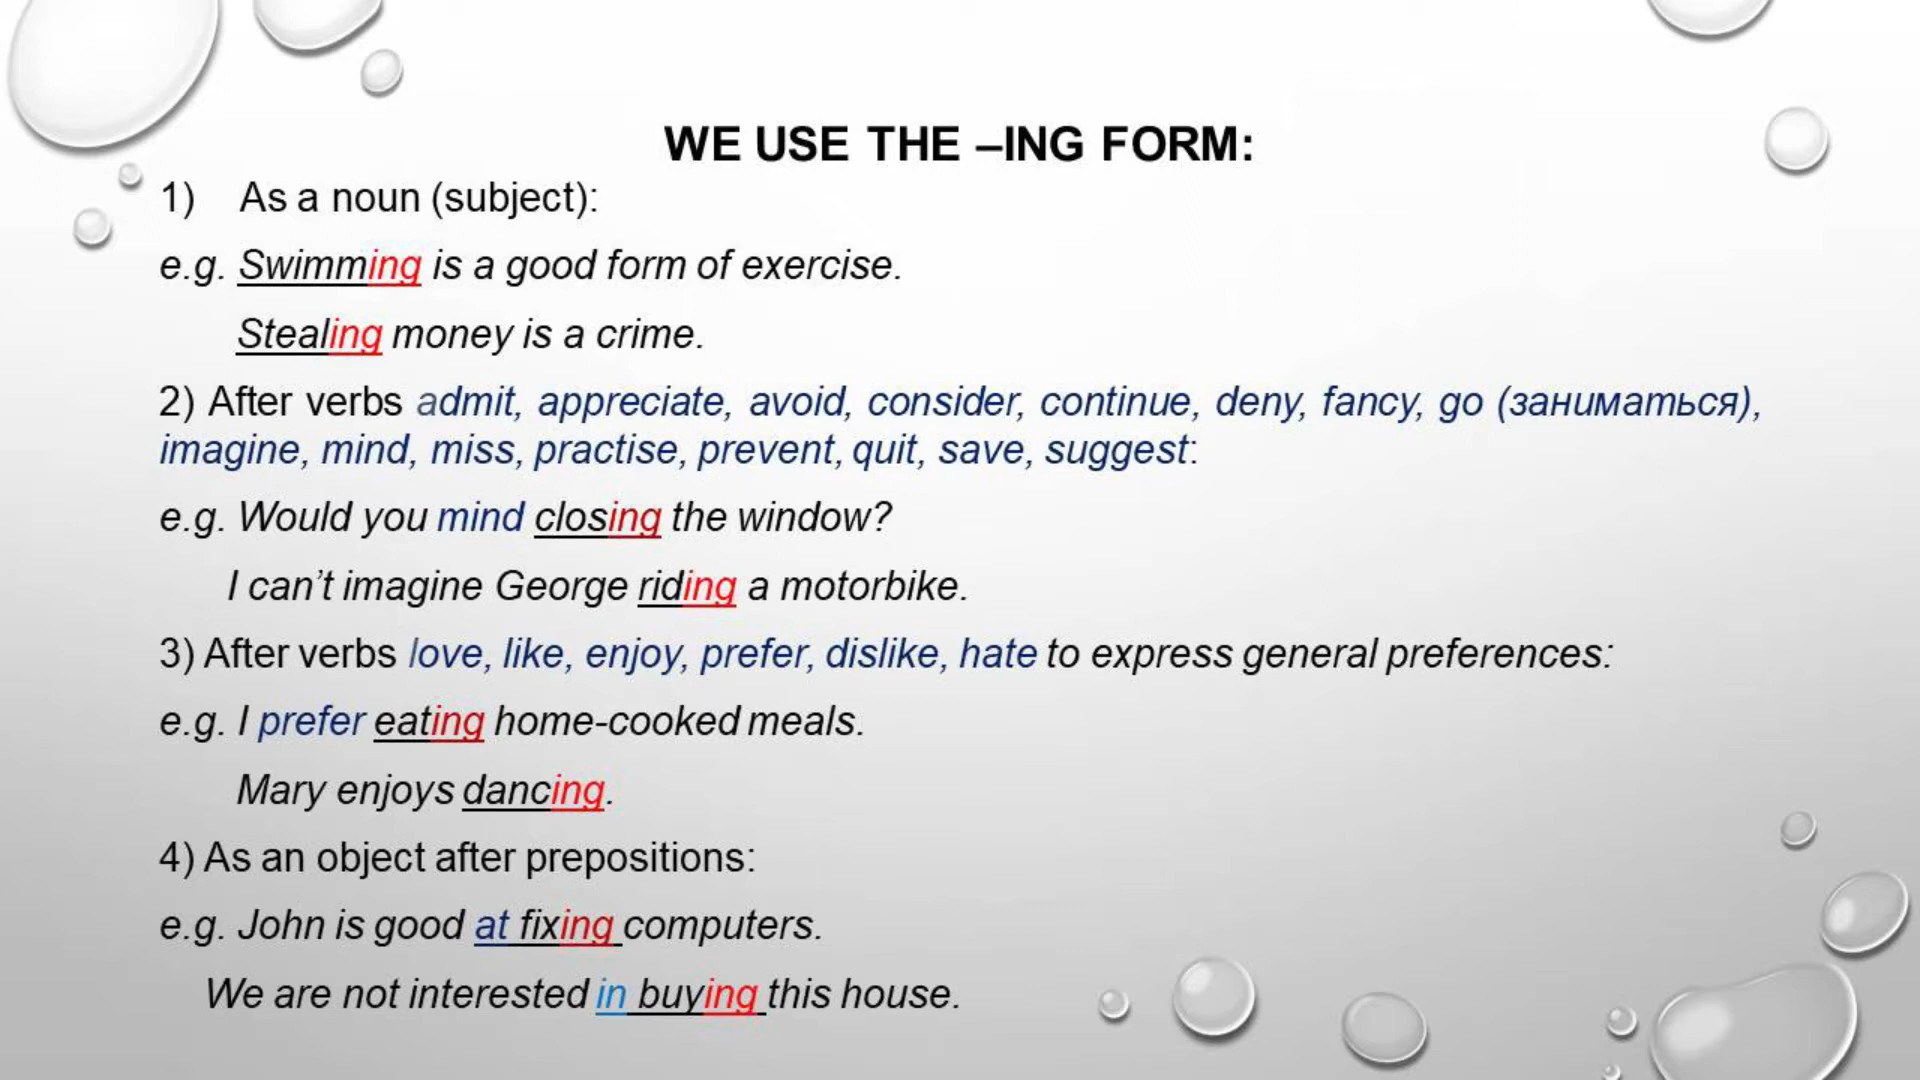 WE USE THE –ING FORM:
1) As a noun (subject):
e.g. Swimming is a good form of exercise.
Stealing money is a crime.
2) After verbs admit, appreciate, avoid, consider, continue, deny, fancy, go (заниматься),
imagine, mind, miss, practise, prevent, quit, save, suggest:
e.g. Would you mind closing the window?
I can’t imagine George riding a motorbike.
3) After verbs love, like, enjoy, prefer, dislike, hate to express general preferences:
e.g. I prefer eating home-cooked meals.
Mary enjoys dancing.
4) As an object after prepositions:
e.g. John is good at fixing computers.
We are not interested in buying this house.